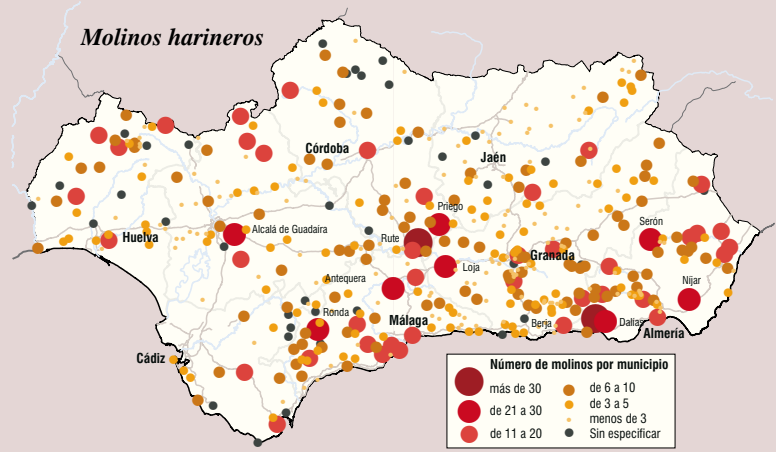 Molinos harineros
Córdoba
Jaén
Priego
Serón
Alcalá de Guadaira
Huelva
Rute
Granada
Loja
Antequera
Níjar
Ronda
Málaga
Berja
Dalías
Almería
Cádiz
Número de molinos por municipio
más de 30
de 21 a 30
de 11 a 20
de 6 a 10
de 3 a 5
menos de 3
Sin especificar